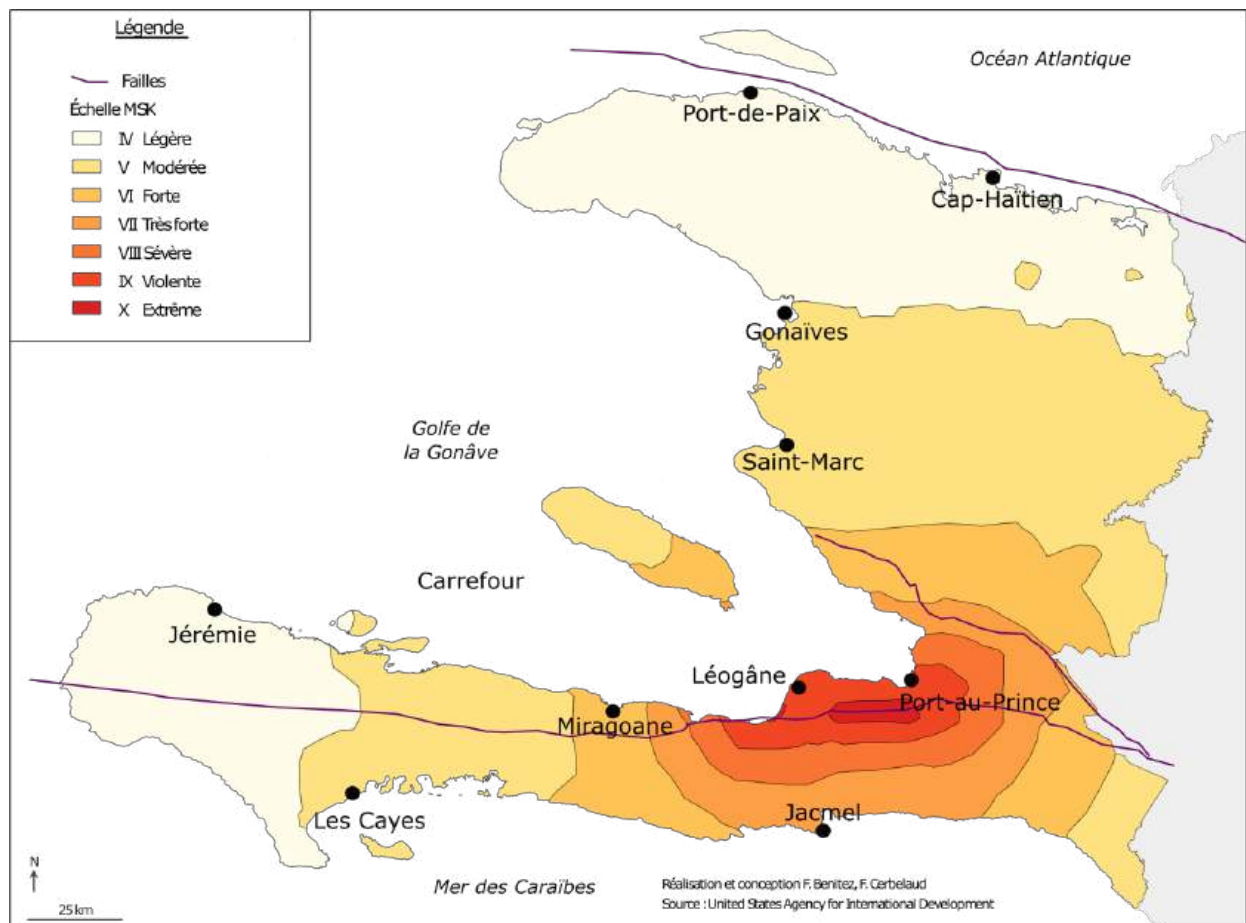 Légende
Failles
Échelle MSK
IV Légère
V Modérée
VI Forte
VII Très forte
VIII Sévère
IX Violente
X Extrême
Océan Atlantique
Port-de-Paix
Cap-Haïtien
Gonaïves
Golfe de
la Gonâve
Saint-Marc
Carrefour
Jérémie
Léogâne
Port-au-Prince
Miragoane
Les Cayes
Jacmel
Mer des Caraïbes
N
25 km
Réalisation et conception F. Benitez, F. Cerbelaud
Source : United States Agency for International Development